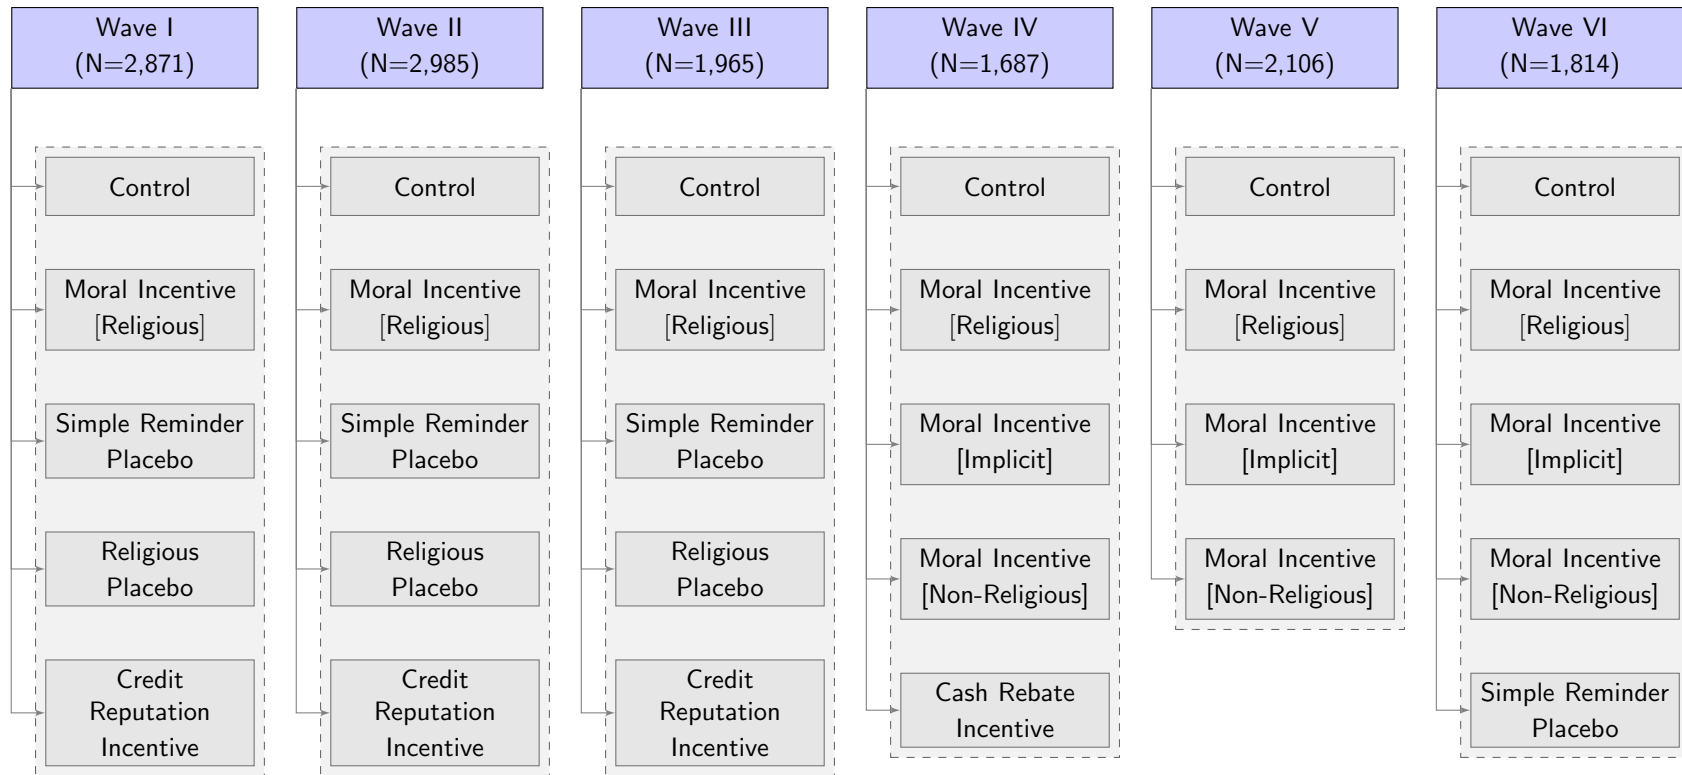 Wave I
(N=2,871)
Control
Moral Incentive
[Religious]
Simple Reminder
Placebo
Religious
Placebo
Credit
Reputation
Incentive
Wave II
(N=2,985)
Control
Moral Incentive
[Religious]
Simple Reminder
Placebo
Religious
Placebo
Credit
Reputation
Incentive
Wave III
(N=1,965)
Control
Moral Incentive
[Religious]
Simple Reminder
Placebo
Religious
Placebo
Credit
Reputation
Incentive
Wave IV
(N=1,687)
Control
Moral Incentive
[Religious]
Moral Incentive
[Implicit]
Moral Incentive
[Non-Religious]
Cash Rebate
Incentive
Wave V
(N=2,106)
Control
Moral Incentive
[Religious]
Moral Incentive
[Implicit]
Moral Incentive
[Non-Religious]
Wave VI
(N=1,814)
Control
Moral Incentive
[Religious]
Moral Incentive
[Implicit]
Moral Incentive
[Non-Religious]
Simple Reminder
Placebo